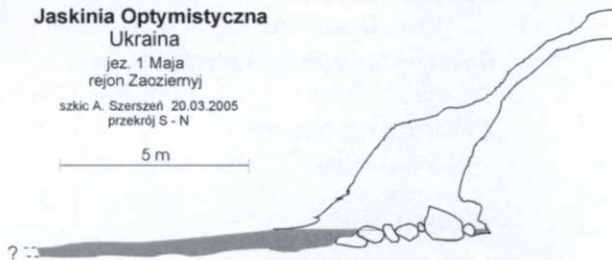 Jaskinia Optymistyczna
Ukraina
jez. 1 Maja
rejon Zaoziernyj
szkic A. Szerszeń 20.03.2005
przekrój S - N
5 m
?